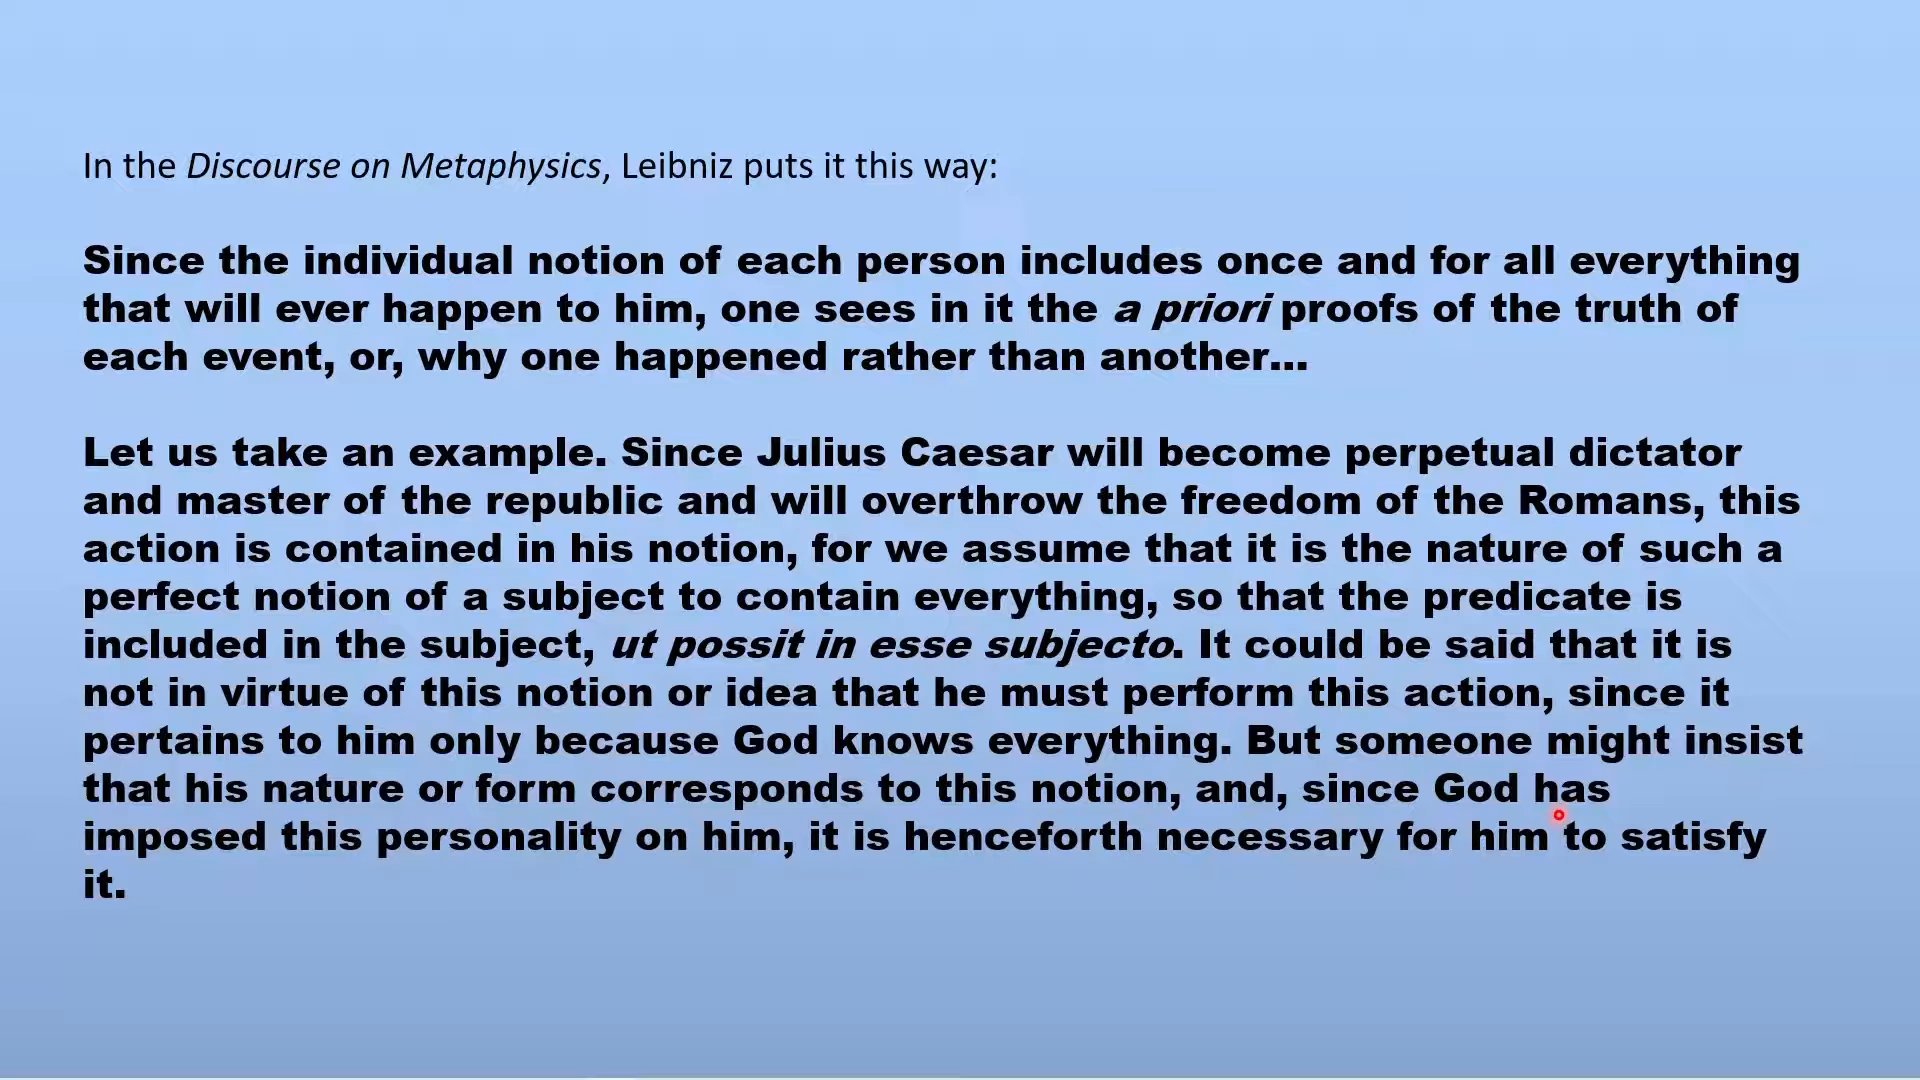 In the Discourse on Metaphysics, Leibniz puts it this way:
Since the individual notion of each person includes once and for all everything
that will ever happen to him, one sees in it the a priori proofs of the truth of
each event, or, why one happened rather than another...
Let us take an example. Since Julius Caesar will become perpetual dictator
and master of the republic and will overthrow the freedom of the Romans, this
action is contained in his notion, for we assume that it is the nature of such a
perfect notion of a subject to contain everything, so that the predicate is
included in the subject, ut possit in esse subjecto. It could be said that it is
not in virtue of this notion or idea that he must perform this action, since it
pertains to him only because God knows everything. But someone might insist
that his nature or form corresponds to this notion, and, since God has
imposed this personality on him, it is henceforth necessary for him to satisfy
it.